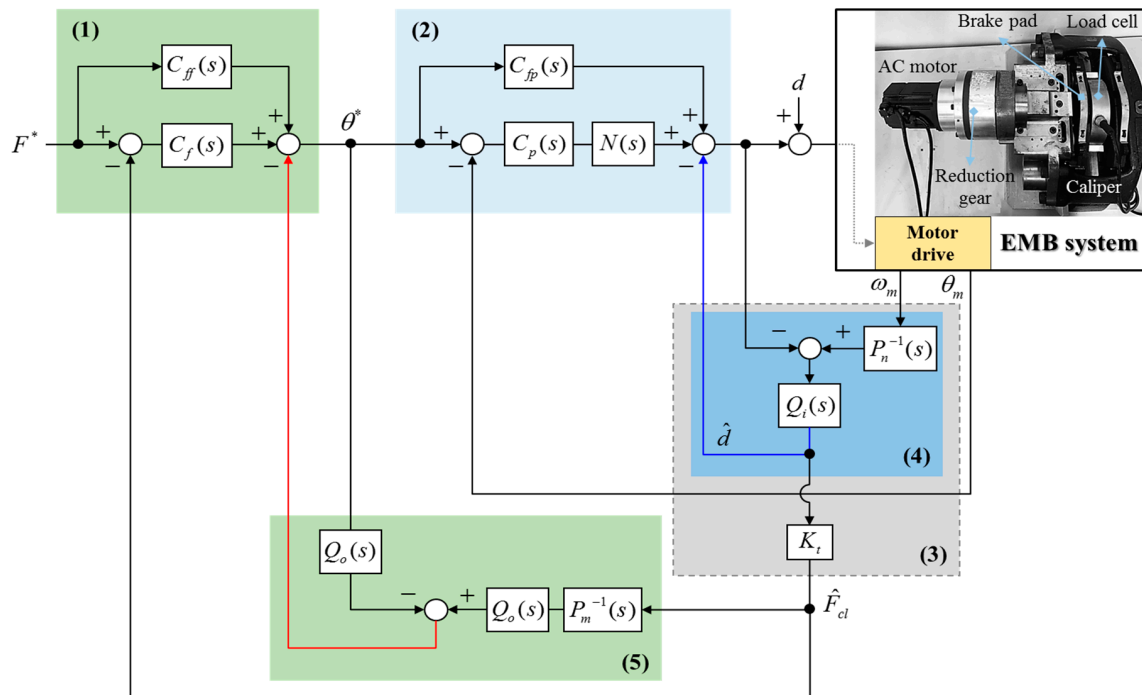 (1)
C_ff(s)
F*
+
−
C_f(s)
+
+
−
θ*
(2)
C_fp(s)
+
−
C_p(s)
N(s)
+
+
−
d
+
+
Brake pad
Load cell
AC motor
Reduction
gear
Caliper
Motor
drive
EMB system
ω_m
θ_m
−
+
P_n^{-1}(s)
Q_i(s)
d̂
(4)
K_t
(3)
F̂_cl
Q_o(s)
−
+
Q_o(s)
P_m^{-1}(s)
(5)